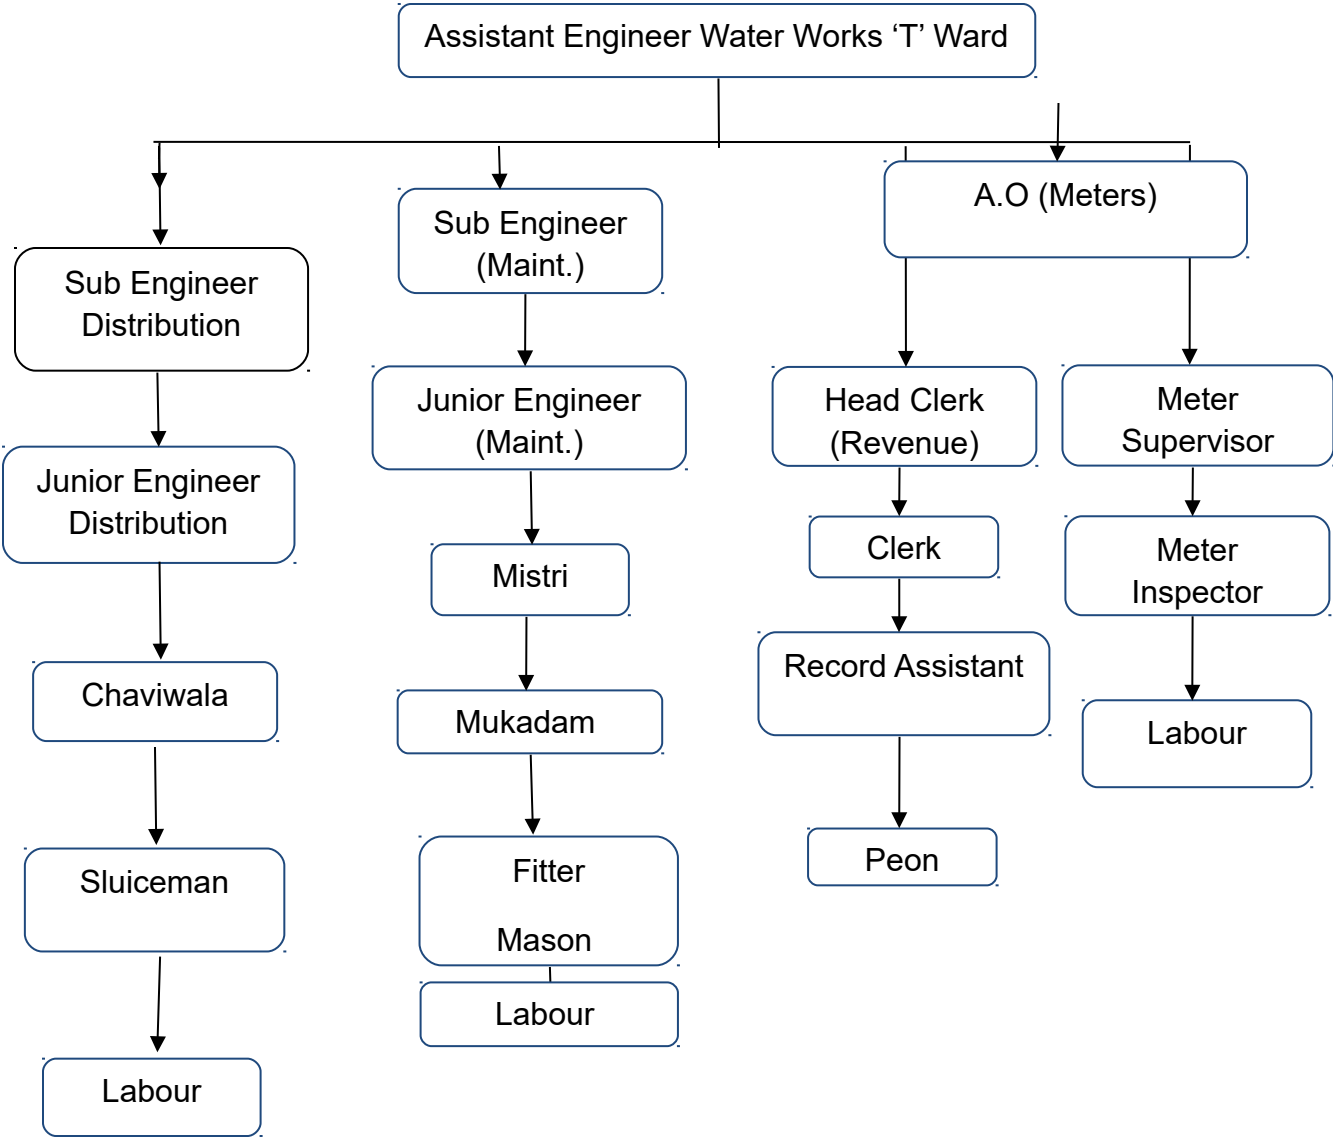 Assistant Engineer Water Works ‘T’ Ward
Sub Engineer
Distribution
Junior Engineer
Distribution
Chaviwala
Sluiceman
Labour
Sub Engineer
(Maint.)
Junior Engineer
(Maint.)
Mistri
Mukadam
Fitter
Mason
Labour
A.O (Meters)
Head Clerk
(Revenue)
Clerk
Record Assistant
Peon
Meter
Supervisor
Meter
Inspector
Labour